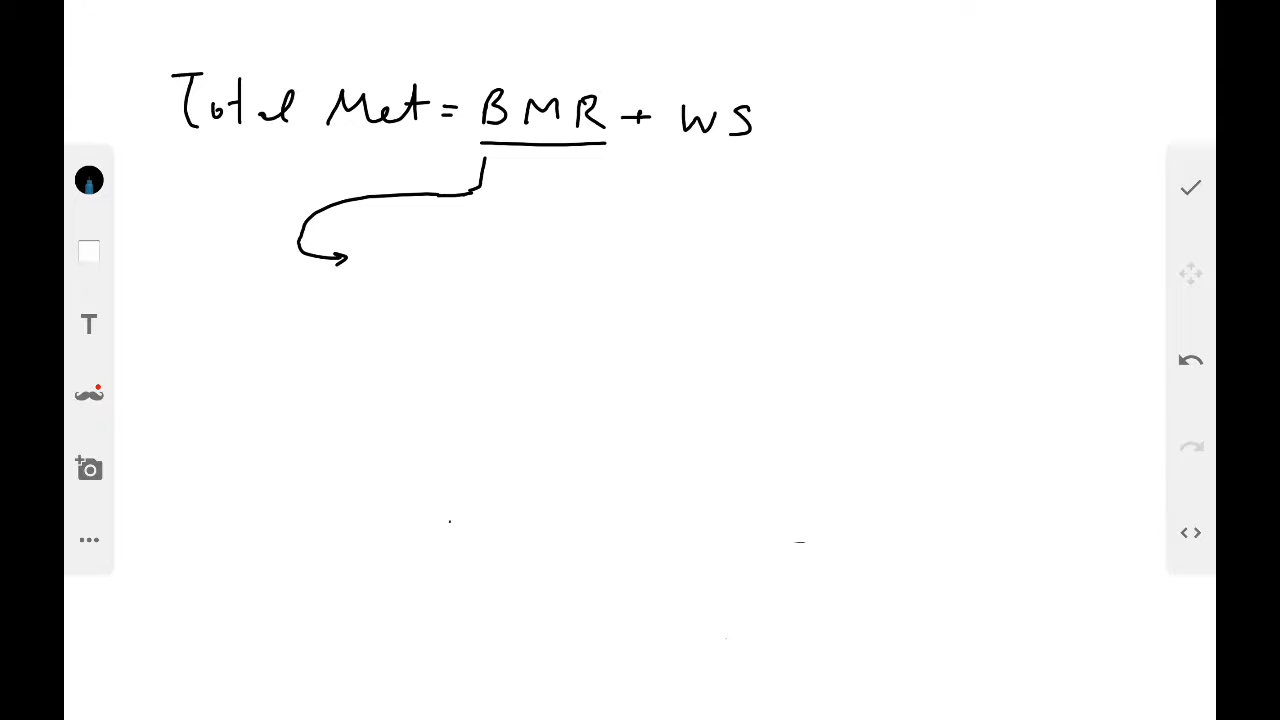 Total Met = BMR + WS
T